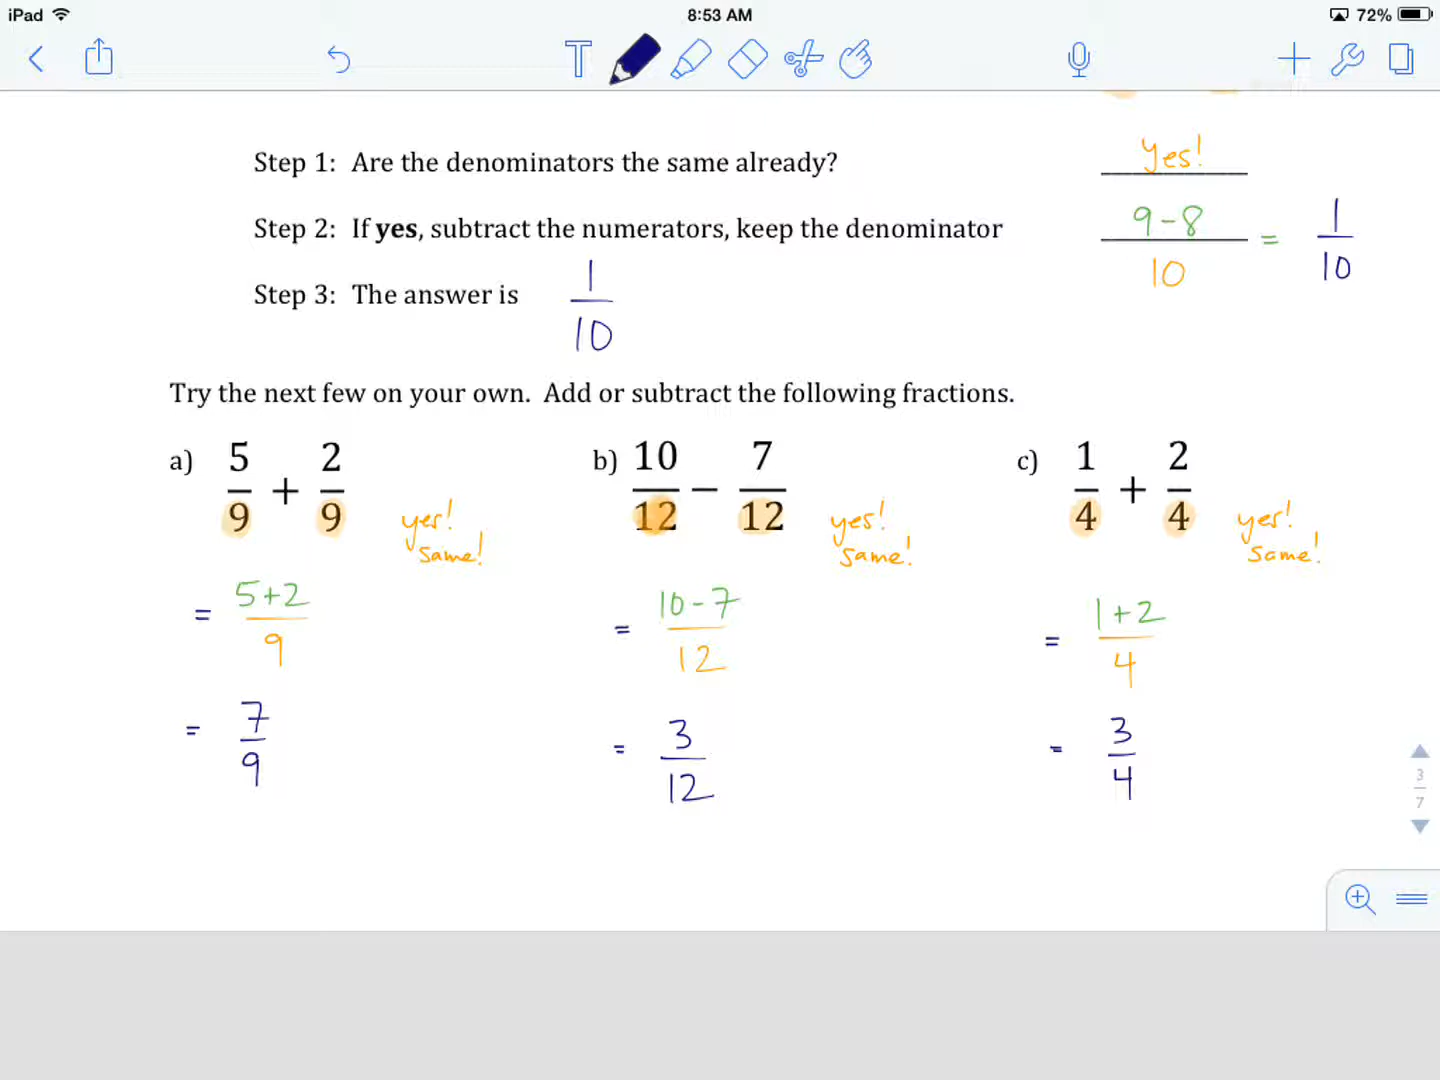 iPad
8:53 AM
72%
T
Step 1: Are the denominators the same already?
yes!
Step 2: If yes, subtract the numerators, keep the denominator
9-8
10
=
1
10
Step 3: The answer is
1
10
Try the next few on your own. Add or subtract the following fractions.
a)
5
9
+
2
9
yes!
same!
=
5+2
9
=
7
9
b)
10
12
−
7
12
yes!
same!
=
10-7
12
=
3
12
c)
1
4
+
2
4
yes!
same!
=
1+2
4
=
3
4
3
7